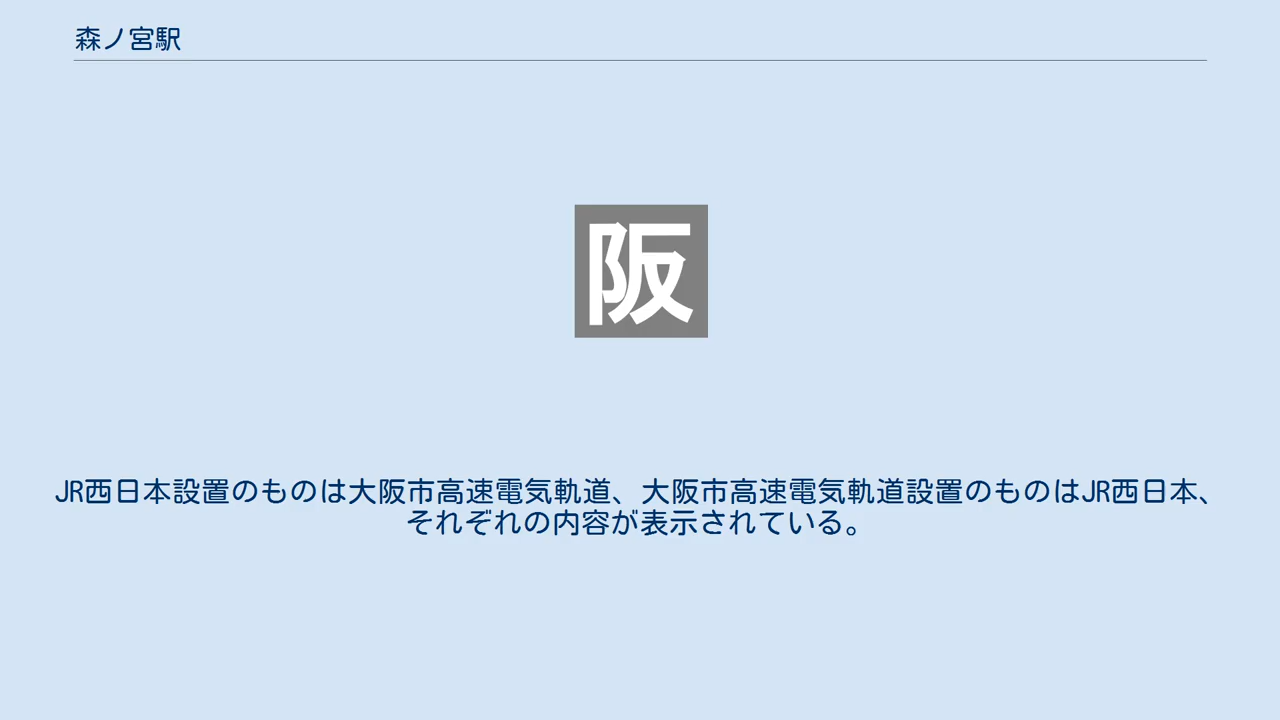 森ノ宮駅
阪
JR西日本設置のものは大阪市高速電気軌道、大阪市高速電気軌道設置のものはJR西日本、
それぞれの内容が表示されている。